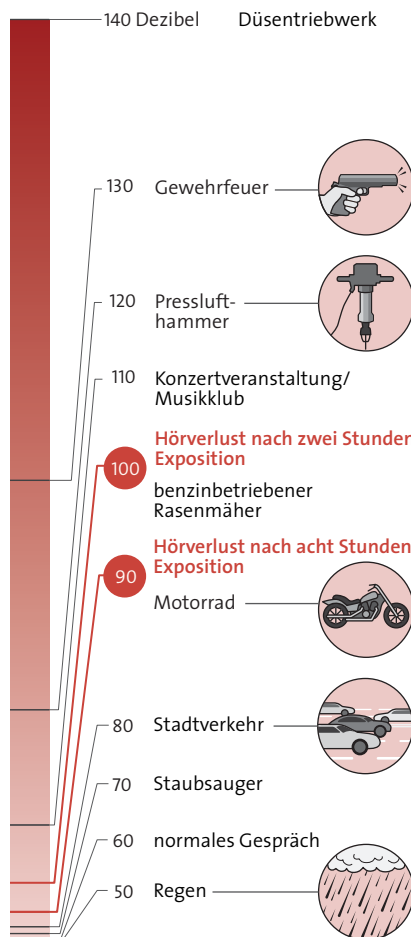 140 Dezibel Düsentriebwerk
130 Gewehrfeuer
120 Pressluft-
hammer
110 Konzertveranstaltung/
Musikklub
Hörverlust nach zwei Stunden
Exposition
100
benzinbetriebener
Rasenmäher
Hörverlust nach acht Stunden
Exposition
90
Motorrad
80 Stadtverkehr
70 Staubsauger
60 normales Gespräch
50 Regen